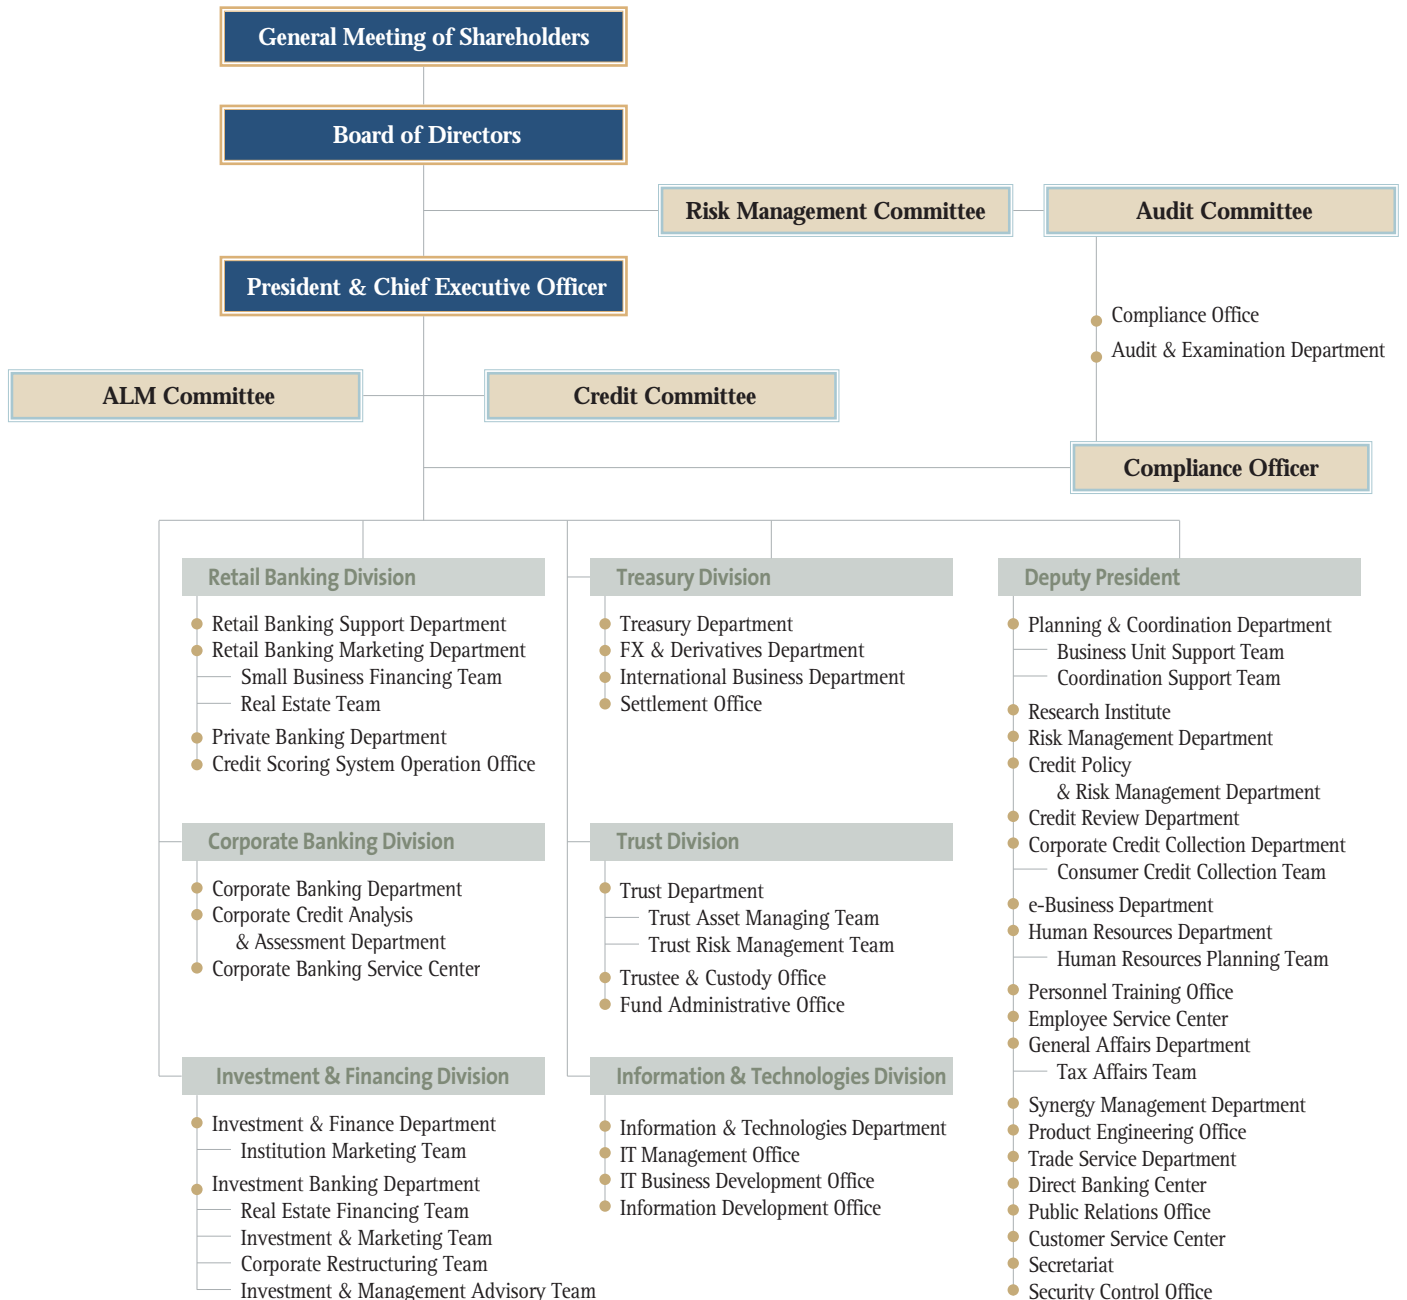 General Meeting of Shareholders
Board of Directors
Risk Management Committee
Audit Committee
President & Chief Executive Officer
Compliance Office
Audit & Examination Department
ALM Committee
Credit Committee
Compliance Officer
Retail Banking Division
Retail Banking Support Department
Retail Banking Marketing Department
Small Business Financing Team
Real Estate Team
Private Banking Department
Credit Scoring System Operation Office
Corporate Banking Division
Corporate Banking Department
Corporate Credit Analysis
& Assessment Department
Corporate Banking Service Center
Investment & Financing Division
Investment & Finance Department
Institution Marketing Team
Investment Banking Department
Real Estate Financing Team
Investment & Marketing Team
Corporate Restructuring Team
Investment & Management Advisory Team
Treasury Division
Treasury Department
FX & Derivatives Department
International Business Department
Settlement Office
Trust Division
Trust Department
Trust Asset Managing Team
Trust Risk Management Team
Trustee & Custody Office
Fund Administrative Office
Information & Technologies Division
Information & Technologies Department
IT Management Office
IT Business Development Office
Information Development Office
Deputy President
Planning & Coordination Department
Business Unit Support Team
Coordination Support Team
Research Institute
Risk Management Department
Credit Policy
& Risk Management Department
Credit Review Department
Corporate Credit Collection Department
Consumer Credit Collection Team
e-Business Department
Human Resources Department
Human Resources Planning Team
Personnel Training Office
Employee Service Center
General Affairs Department
Tax Affairs Team
Synergy Management Department
Product Engineering Office
Trade Service Department
Direct Banking Center
Public Relations Office
Customer Service Center
Secretariat
Security Control Office